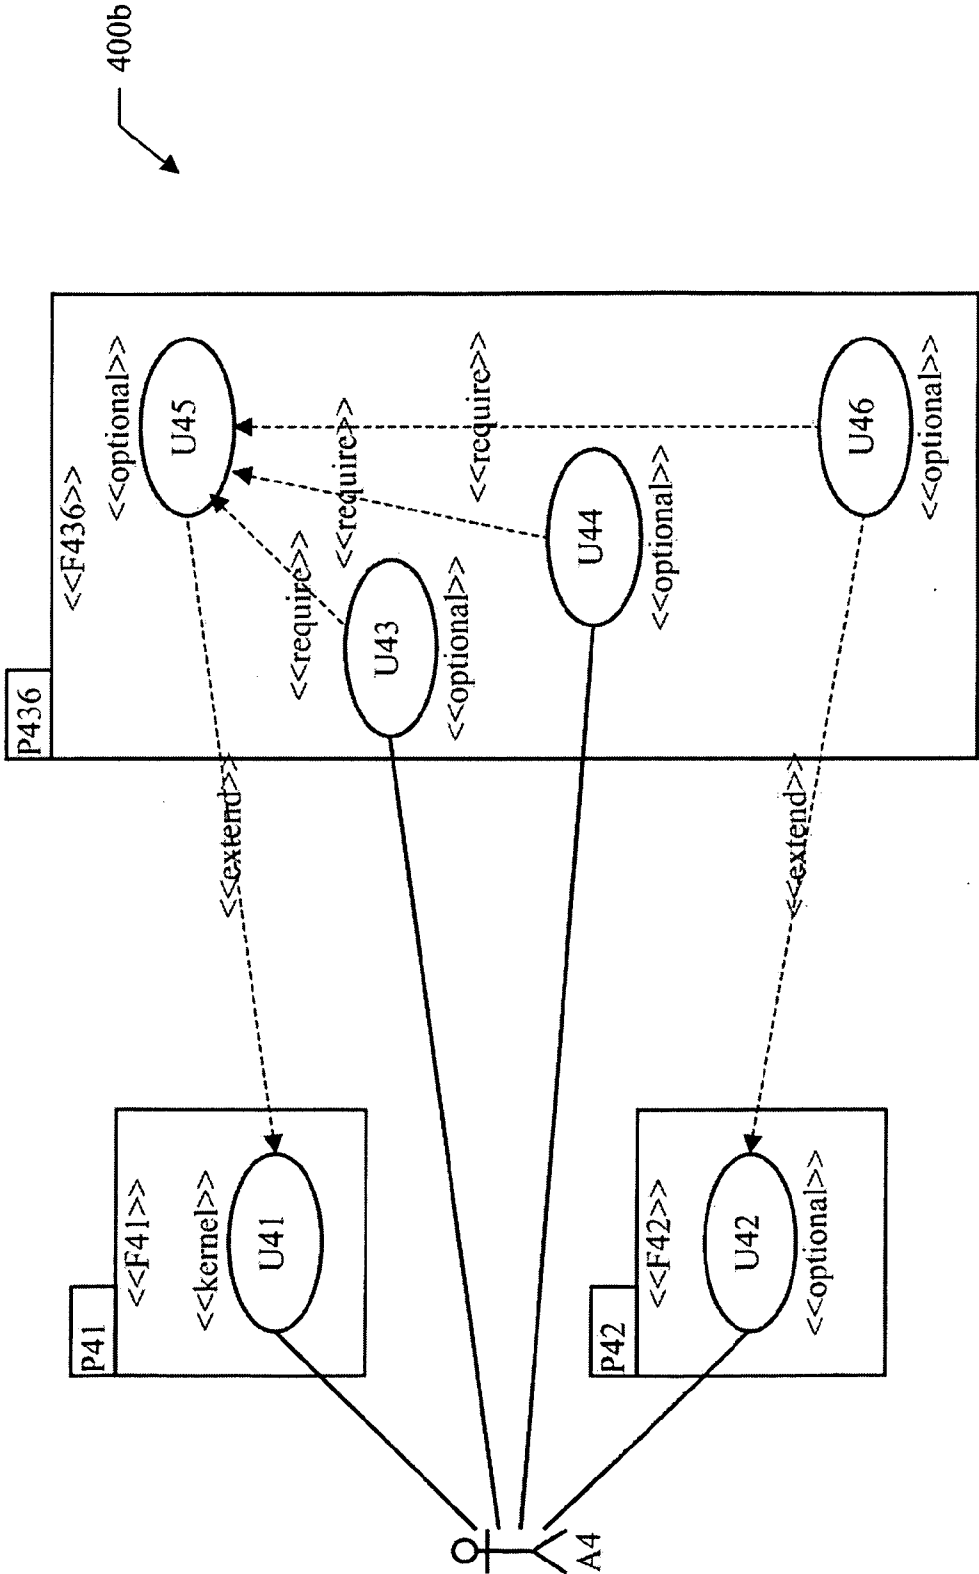 400b
P436
<<F436>>
<<optional>>
U45
<<require>>
<<require>>
<<require>>
U43
<<optional>>
U44
<<optional>>
U46
<<optional>>
<<extend>>
<<extend>>
P41
<<F41>>
<<kernel>>
U41
P42
<<F42>>
U42
<<optional>>
A4